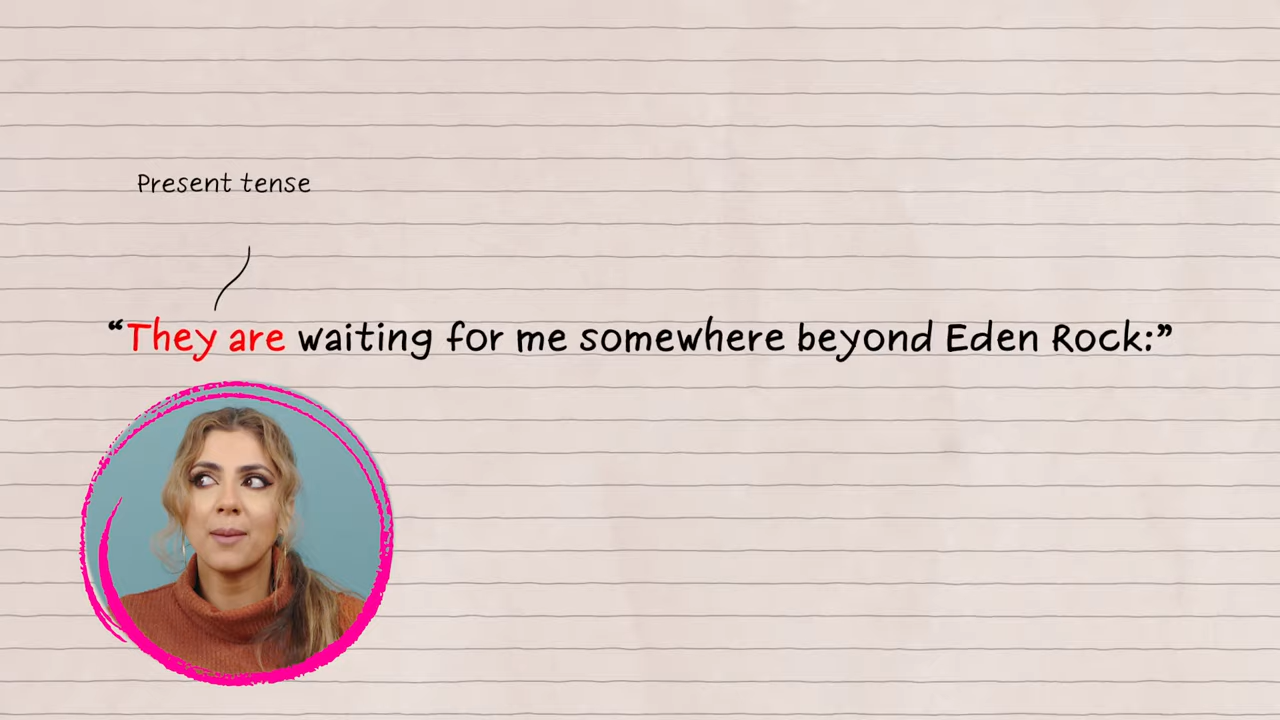 Present tense
“They are waiting for me somewhere beyond Eden Rock:”